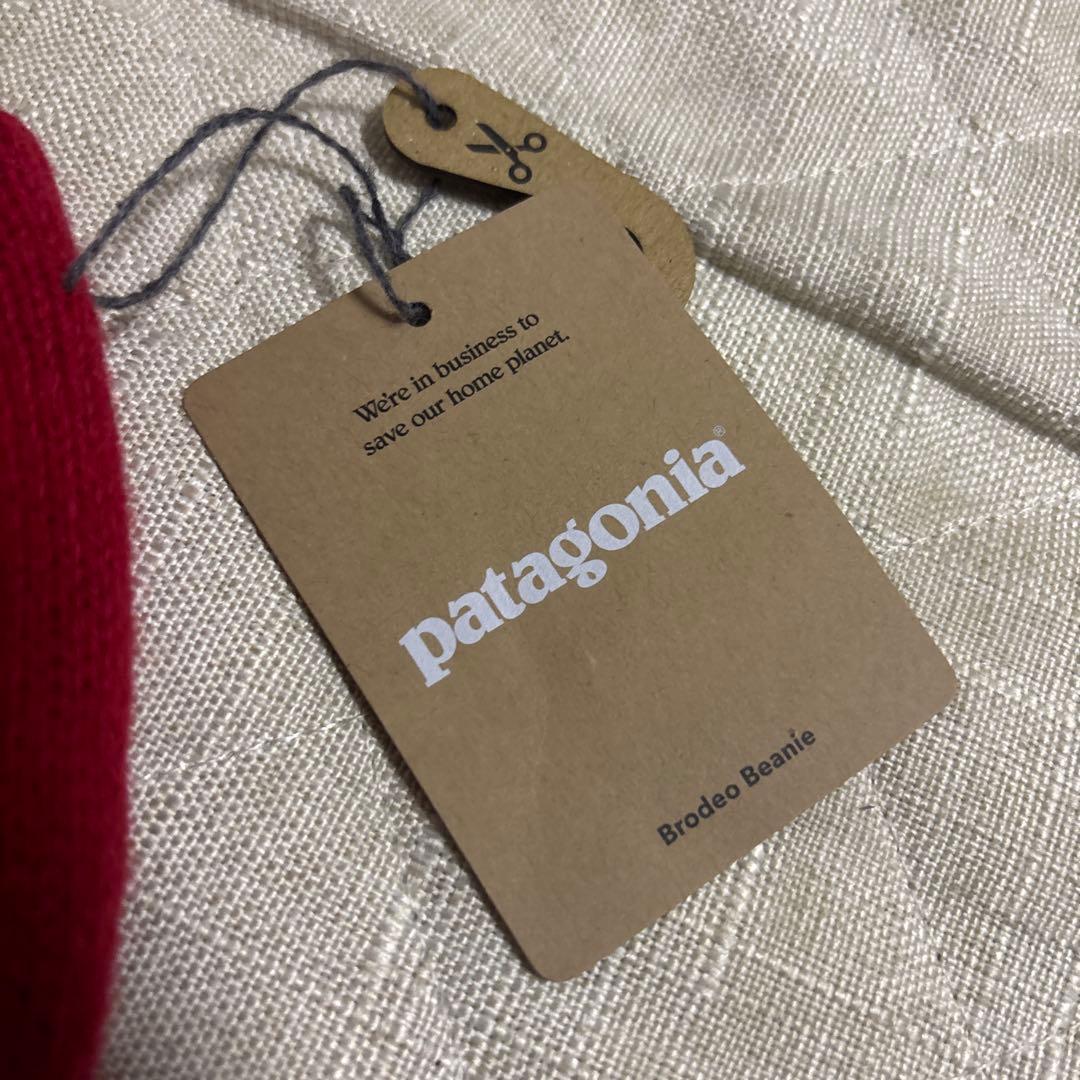 We're in business to
save our home planet.
patagonia®
Brodeo Beanie